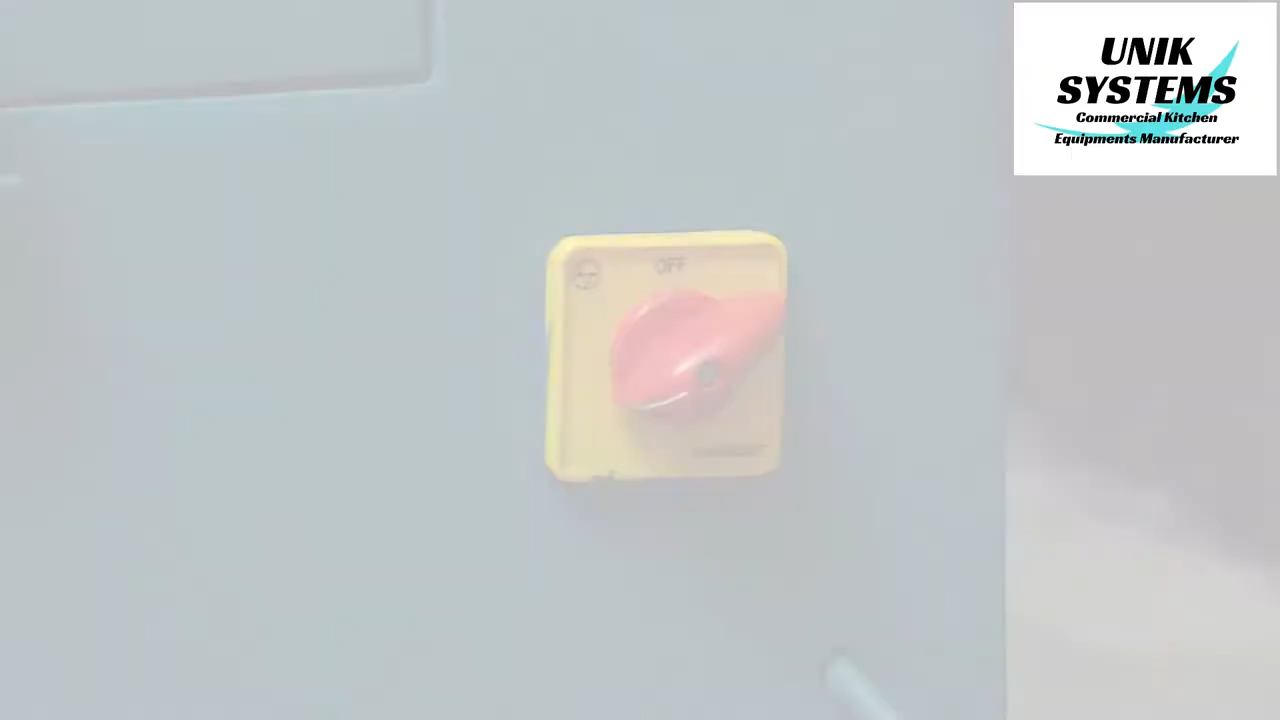 UNIK
SYSTEMS
Commercial Kitchen
Equipments Manufacturer
OFF